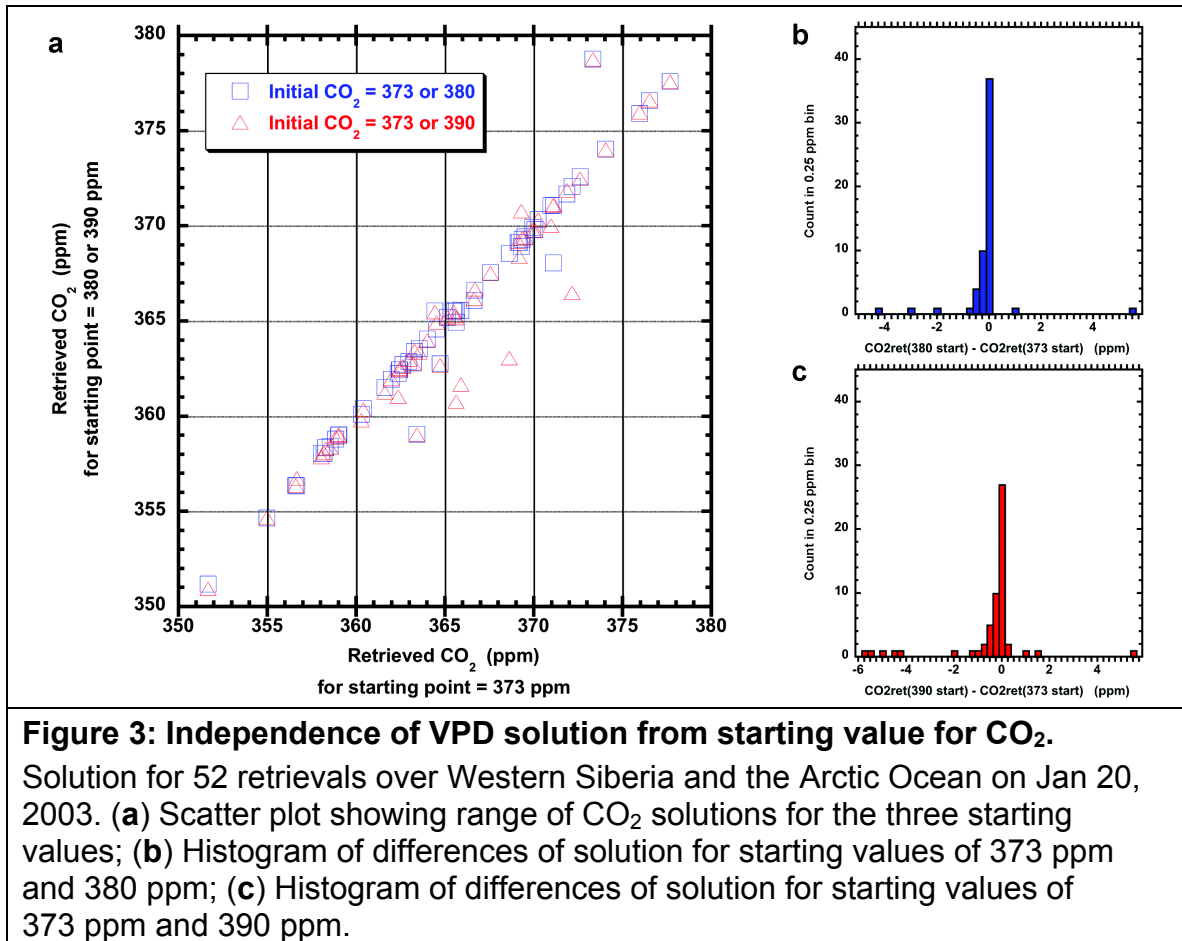 a
380
375
370
365
360
355
350
Retrieved CO2 (ppm)
for starting point = 380 or 390 ppm
Initial CO2 = 373 or 380
Initial CO2 = 373 or 390
350 355 360 365 370 375 380
Retrieved CO2 (ppm)
for starting point = 373 ppm
b
40
30
20
10
0
Count in 0.25 ppm bin
-4 -2 0 2 4
CO2ret(380 start) - CO2ret(373 start) (ppm)
c
40
30
20
10
0
Count in 0.25 ppm bin
-6 -4 -2 0 2 4
CO2ret(390 start) - CO2ret(373 start) (ppm)
Figure 3: Independence of VPD solution from starting value for CO2.
Solution for 52 retrievals over Western Siberia and the Arctic Ocean on Jan 20,
2003. (a) Scatter plot showing range of CO2 solutions for the three starting
values; (b) Histogram of differences of solution for starting values of 373 ppm
and 380 ppm; (c) Histogram of differences of solution for starting values of
373 ppm and 390 ppm.